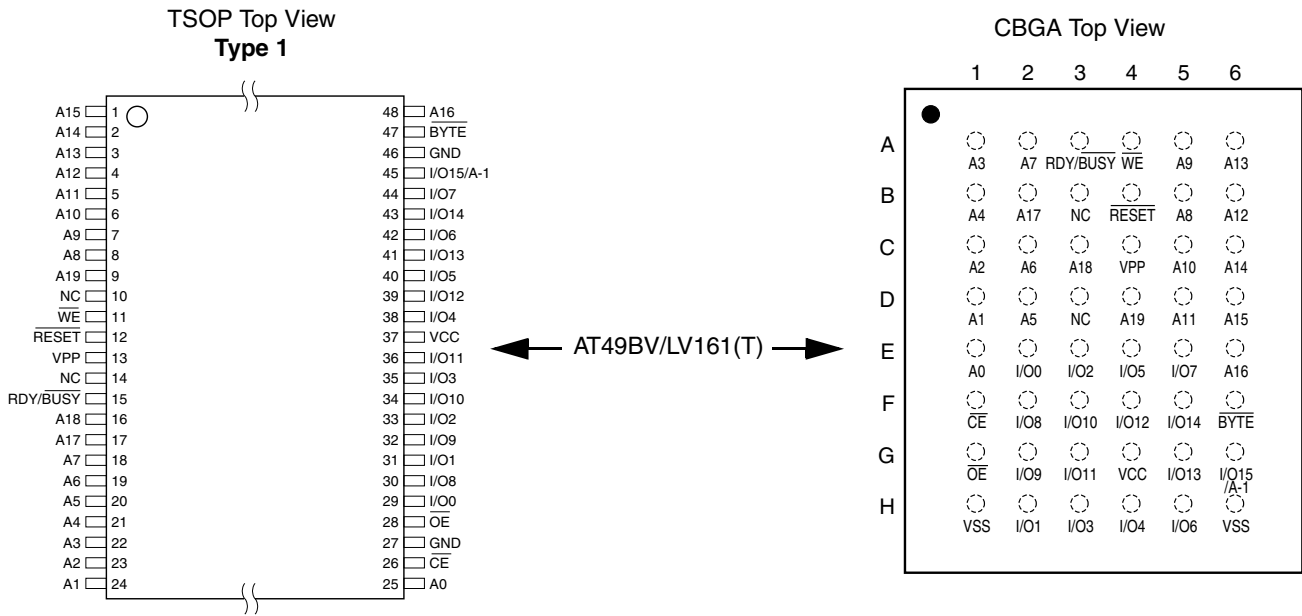 TSOP Top View
Type 1
A15 1
A14 2
A13 3
A12 4
A11 5
A10 6
A9 7
A8 8
A19 9
NC 10
WE 11
RESET 12
VPP 13
NC 14
RDY/BUSY 15
A18 16
A17 17
A7 18
A6 19
A5 20
A4 21
A3 22
A2 23
A1 24
48 A16
47 BYTE
46 GND
45 I/O15/A-1
44 I/O7
43 I/O14
42 I/O6
41 I/O13
40 I/O5
39 I/O12
38 I/O4
37 VCC
36 I/O11
35 I/O3
34 I/O10
33 I/O2
32 I/O9
31 I/O1
30 I/O8
29 I/O0
28 OE
27 GND
26 CE
25 A0
AT49BV/LV161(T)
CBGA Top View
1 2 3 4 5 6
A
A3 A7 RDY/BUSY WE A9 A13
B
A4 A17 NC RESET A8 A12
C
A2 A6 A18 VPP A10 A14
D
A1 A5 NC A19 A11 A15
E
A0 I/O0 I/O2 I/O5 I/O7 A16
F
CE I/O8 I/O10 I/O12 I/O14 BYTE
G
OE I/O9 I/O11 VCC I/O13 I/O15
/A-1
H
VSS I/O1 I/O3 I/O4 I/O6 VSS